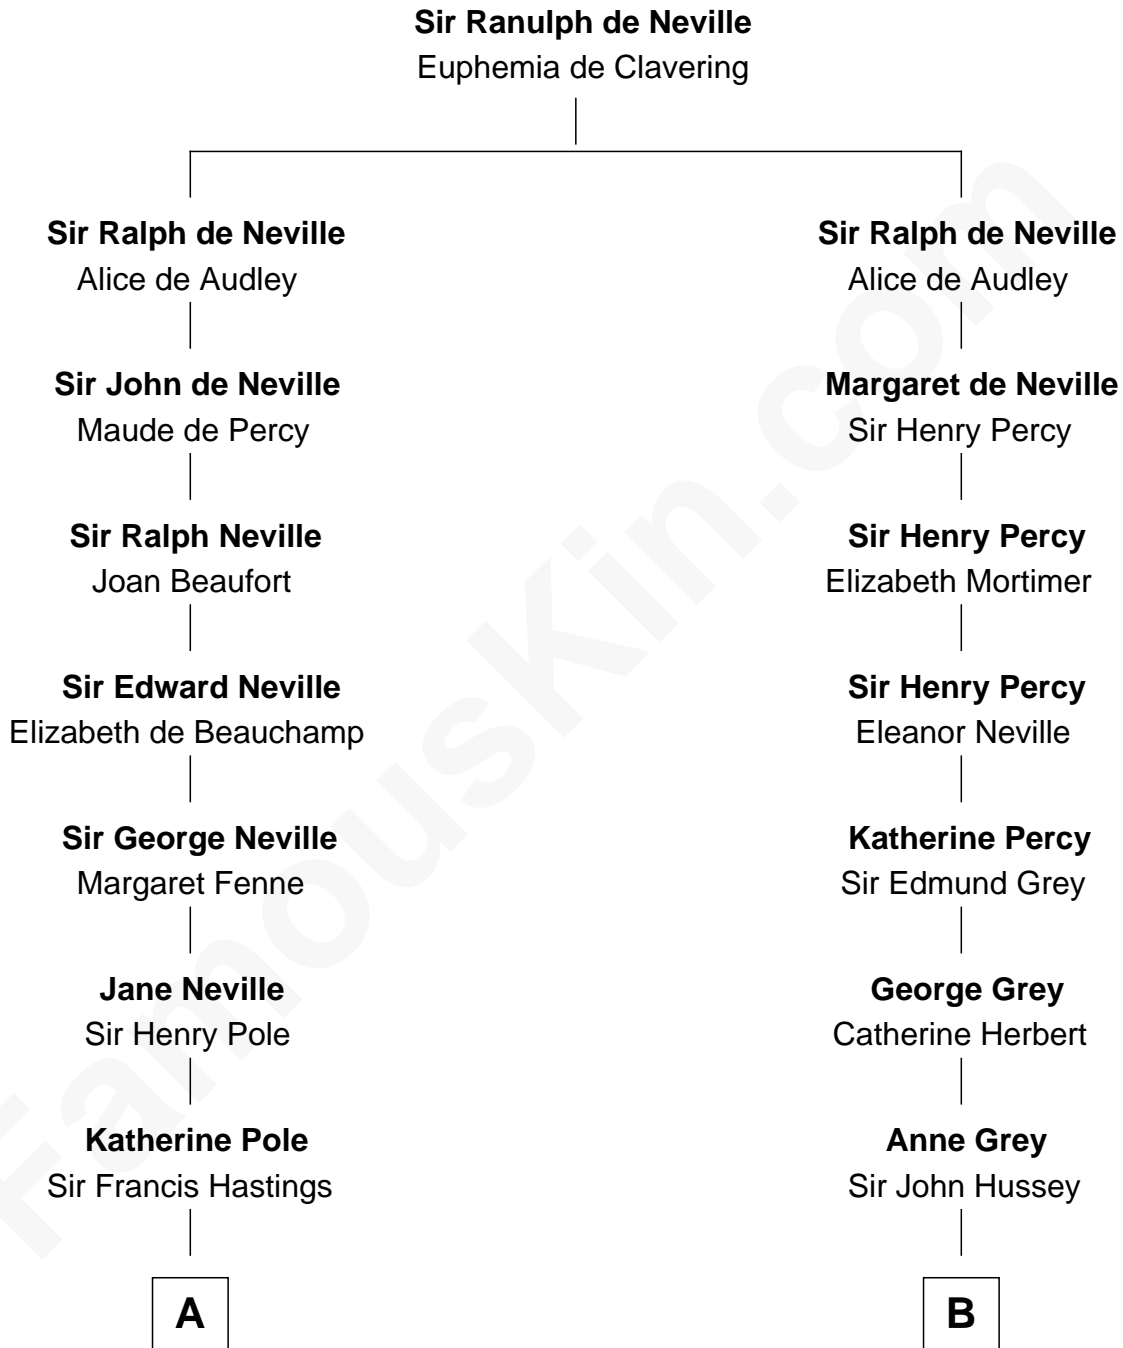 Sir Ranulph de Neville
Euphemia de Clavering
Sir Ralph de Neville
Alice de Audley
Sir John de Neville
Maude de Percy
Sir Ralph Neville
Joan Beaufort
Sir Edward Neville
Elizabeth de Beauchamp
Sir George Neville
Margaret Fenne
Jane Neville
Sir Henry Pole
Katherine Pole
Sir Francis Hastings
A
Sir Ralph de Neville
Alice de Audley
Margaret de Neville
Sir Henry Percy
Sir Henry Percy
Elizabeth Mortimer
Sir Henry Percy
Eleanor Neville
Katherine Percy
Sir Edmund Grey
George Grey
Catherine Herbert
Anne Grey
Sir John Hussey
B
FamousKin.com